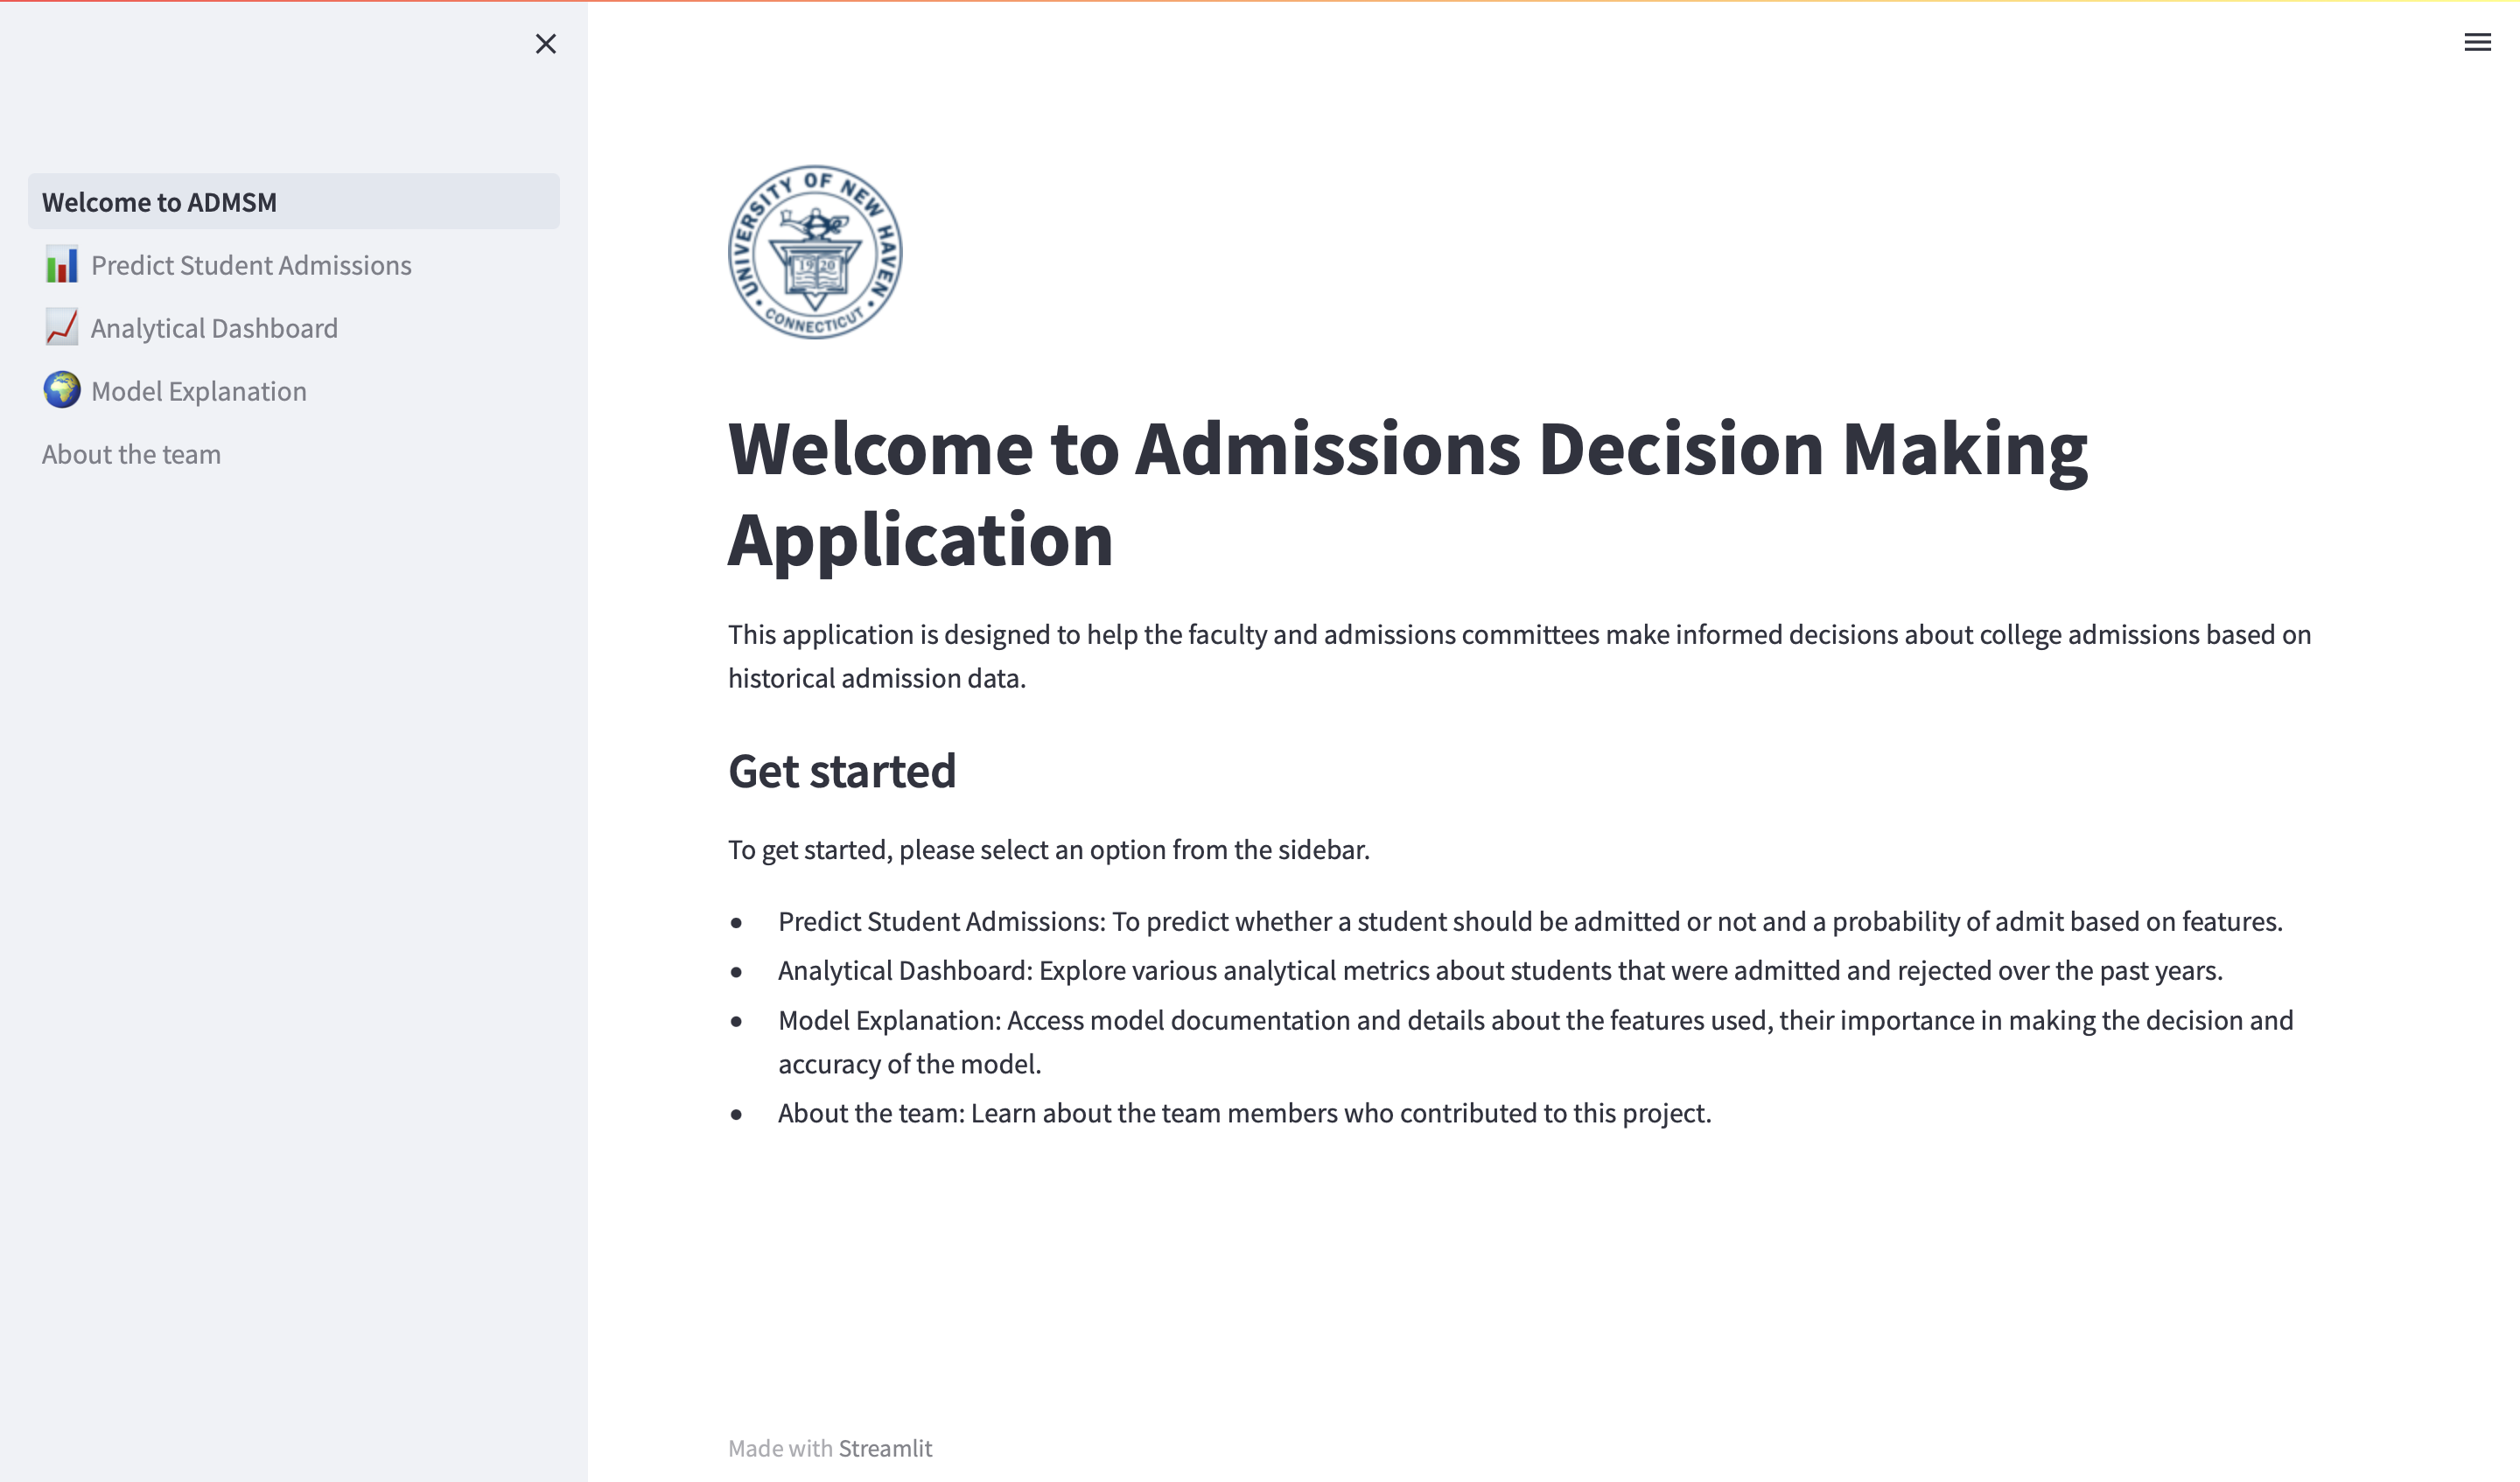 Welcome to ADMSM
Predict Student Admissions
Analytical Dashboard
Model Explanation
About the team
UNIVERSITY OF NEW HAVEN
1920
CONNECTICUT
Welcome to Admissions Decision Making
Application
This application is designed to help the faculty and admissions committees make informed decisions about college admissions based on
historical admission data.
Get started
To get started, please select an option from the sidebar.
• Predict Student Admissions: To predict whether a student should be admitted or not and a probability of admit based on features.
• Analytical Dashboard: Explore various analytical metrics about students that were admitted and rejected over the past years.
• Model Explanation: Access model documentation and details about the features used, their importance in making the decision and
accuracy of the model.
• About the team: Learn about the team members who contributed to this project.
Made with Streamlit